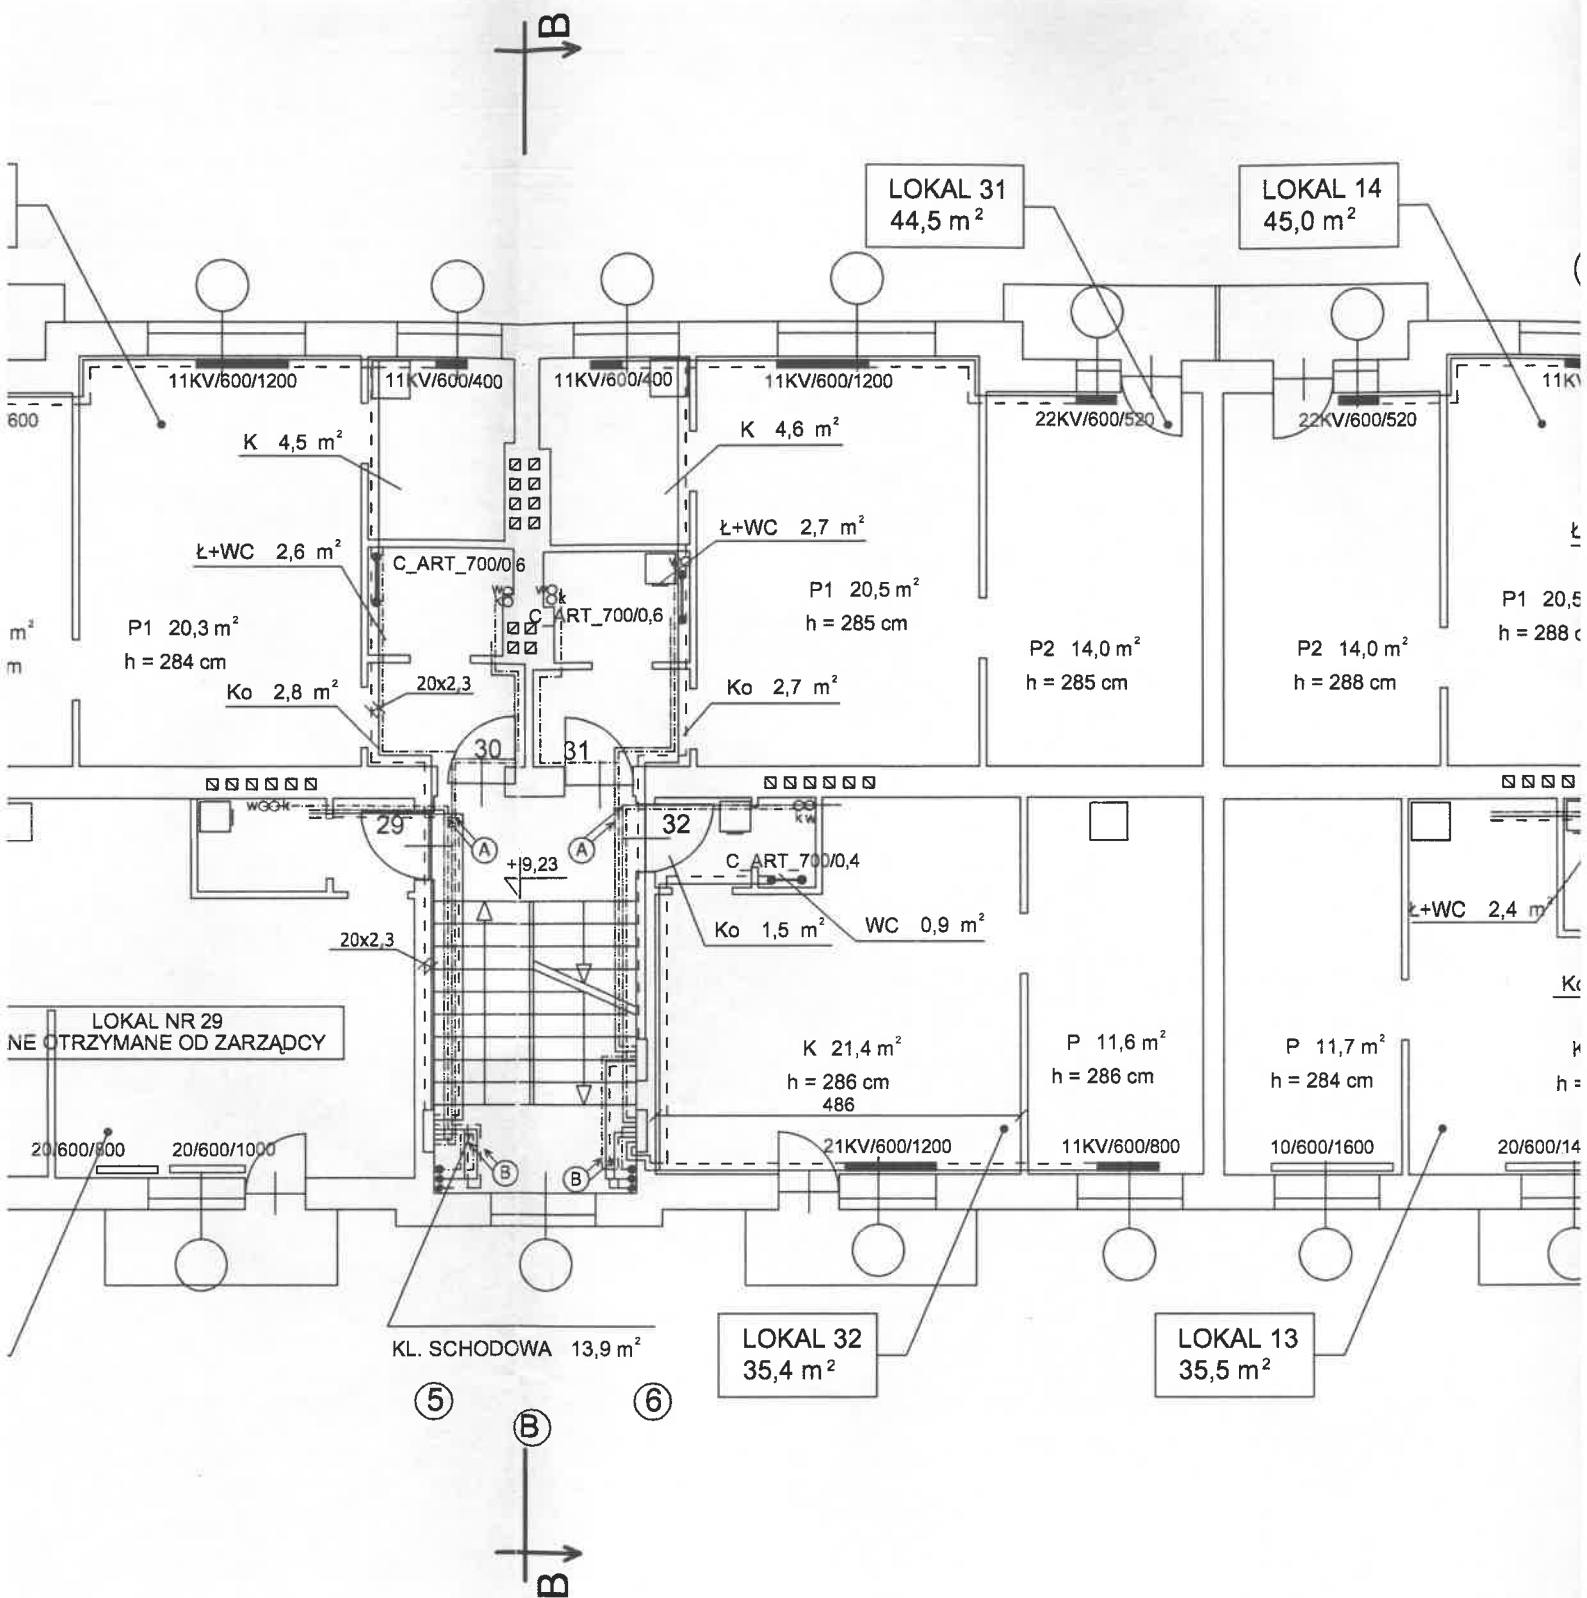 B
LOKAL 31
44,5 m²
LOKAL 14
45,0 m²
11KV/600/1200
11KV/600/400
11KV/600/400
11KV/600/1200
22KV/600/520
22KV/600/520
11KV
600
K 4,5 m²
K 4,6 m²
Ł+WC 2,6 m²
C_ART_700/0,6
Ł+WC 2,7 m²
C_ART_700/0,6
w
w
k
w
m²
m
P1 20,3 m²
h = 284 cm
P1 20,5 m²
h = 285 cm
P2 14,0 m²
h = 285 cm
P2 14,0 m²
h = 288 cm
Ł
P1 20,5
h = 288 c
Ko 2,8 m²
20x2,3
Ko 2,7 m²
30
31
w k
29
32
k w
A
A
+9,23
C_ART_700/0,4
Ko 1,5 m²
WC 0,9 m²
Ł+WC 2,4 m²
20x2,3
Ko
LOKAL NR 29
NE OTRZYMANE OD ZARZĄDCY
K 21,4 m²
h = 286 cm
486
P 11,6 m²
h = 286 cm
P 11,7 m²
h = 284 cm
K
h =
20/600/800
20/600/1000
21KV/600/1200
11KV/600/800
10/600/1600
20/600/14
B
B
KL. SCHODOWA 13,9 m²
LOKAL 32
35,4 m²
LOKAL 13
35,5 m²
5
6
B
B